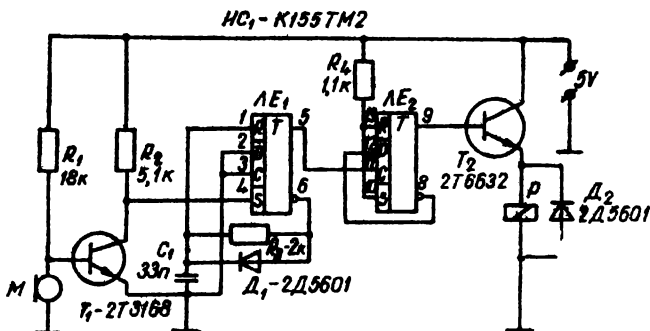 НС₁-К155ТМ2
R₄
1,1к
5V
ЛЕ₁
ЛЕ₂
1
R
T
5
2
D
3
C
4
S
6
T
9
C
S
8
R₁
18к
R₂
5,1к
T₂
2Т6632
P
Д₂
2Д5601
C₁
33п
R₃-2к
Д₁-2Д5601
М
Т₁-2Т3168